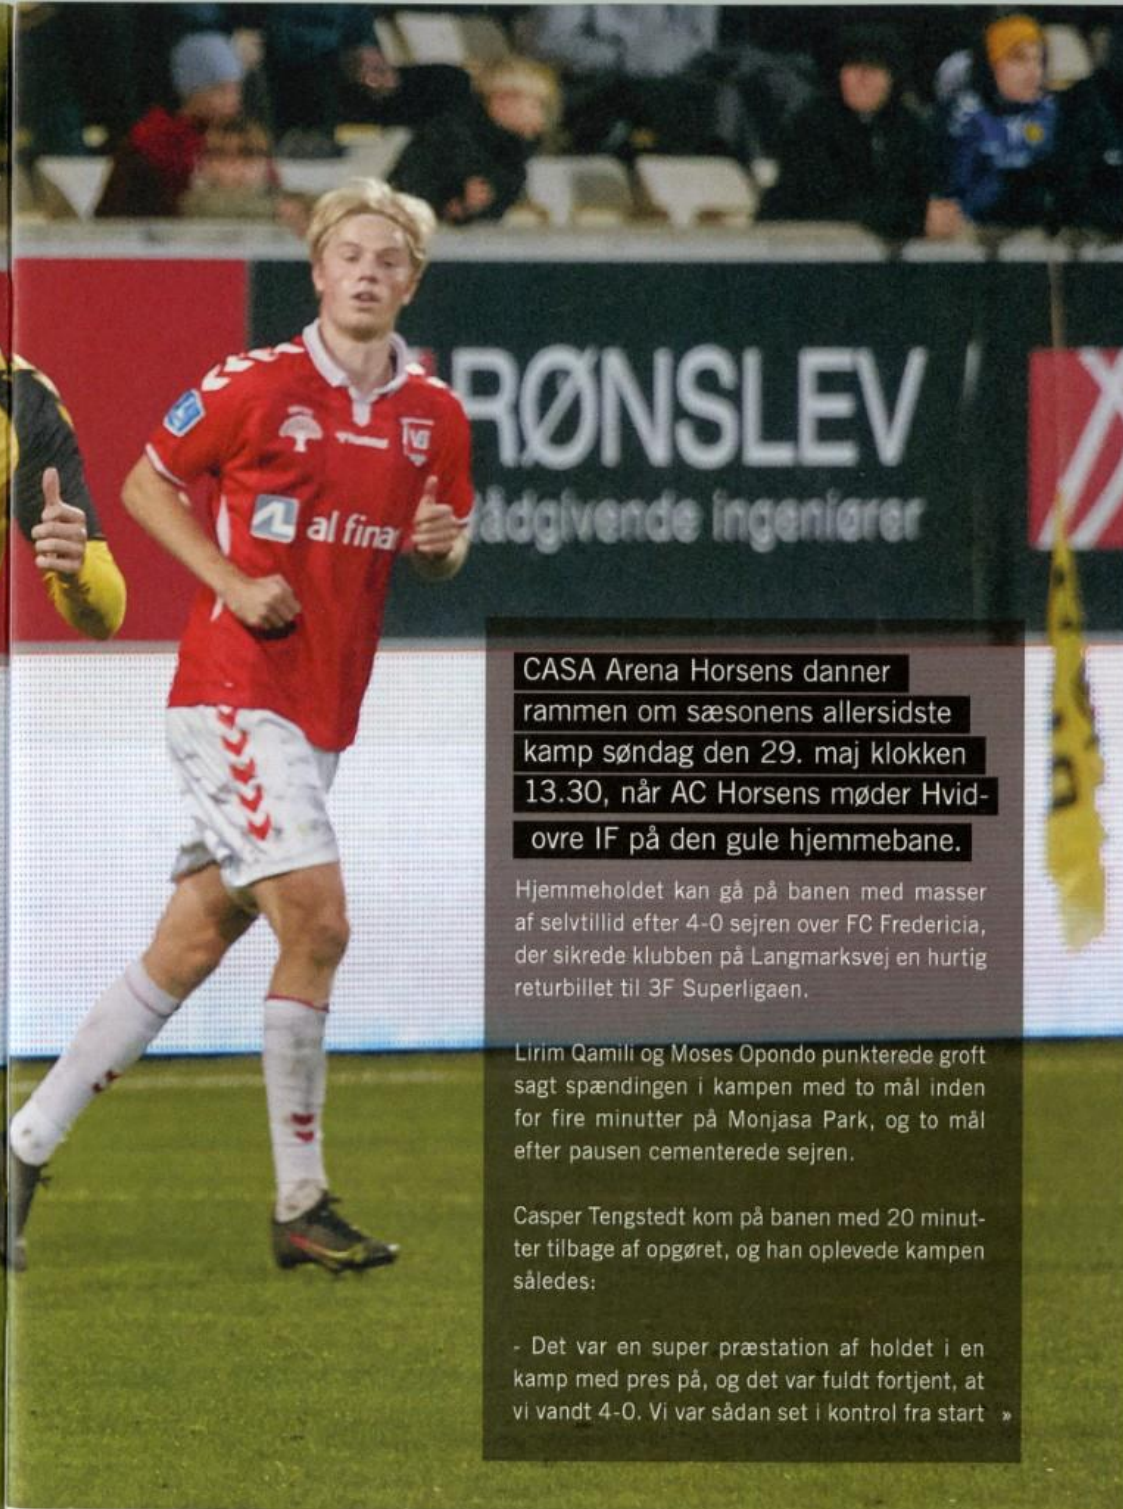 RØNSLEV
ådgivende ingeniører
al finan
CASA Arena Horsens danner
rammen om sæsonens allersidste
kamp søndag den 29. maj klokken
13.30, når AC Horsens møder Hvid-
ovre IF på den gule hjemmebane.
Hjemmeholdet kan gå på banen med masser
af selvtillid efter 4-0 sejren over FC Fredericia,
der sikrede klubben på Langmarksvej en hurtig
returbillet til 3F Superligaen.
Lirim Qamili og Moses Opondo punkterede groft
sagt spændingen i kampen med to mål inden
for fire minutter på Monjasa Park, og to mål
efter pausen cementerede sejren.
Casper Tengstedt kom på banen med 20 minut-
ter tilbage af opgøret, og han oplevede kampen
således:
- Det var en super præstation af holdet i en
kamp med pres på, og det var fuldt fortjent, at
vi vandt 4-0. Vi var sådan set i kontrol fra start »